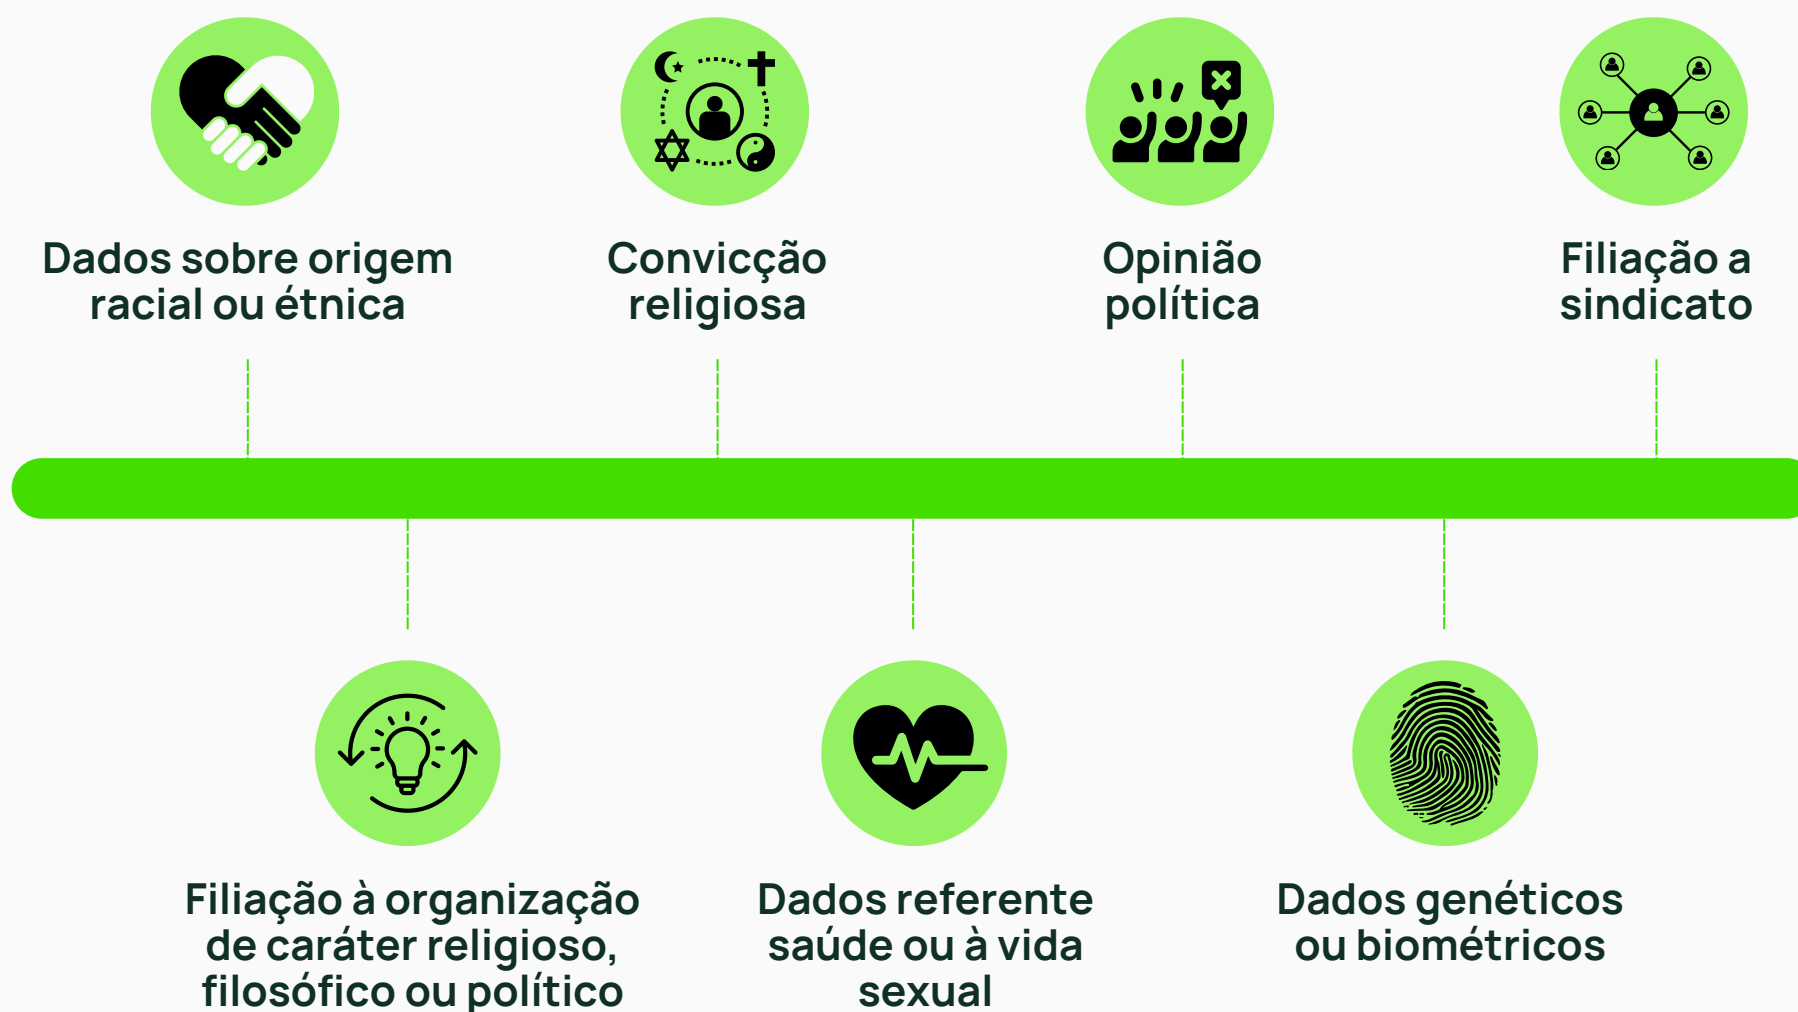 Dados sobre origem
racial ou étnica
Convicção
religiosa
Opinião
política
Filiação a
sindicato
Filiação à organização
de caráter religioso,
filosófico ou político
Dados referente
saúde ou à vida
sexual
Dados genéticos
ou biométricos